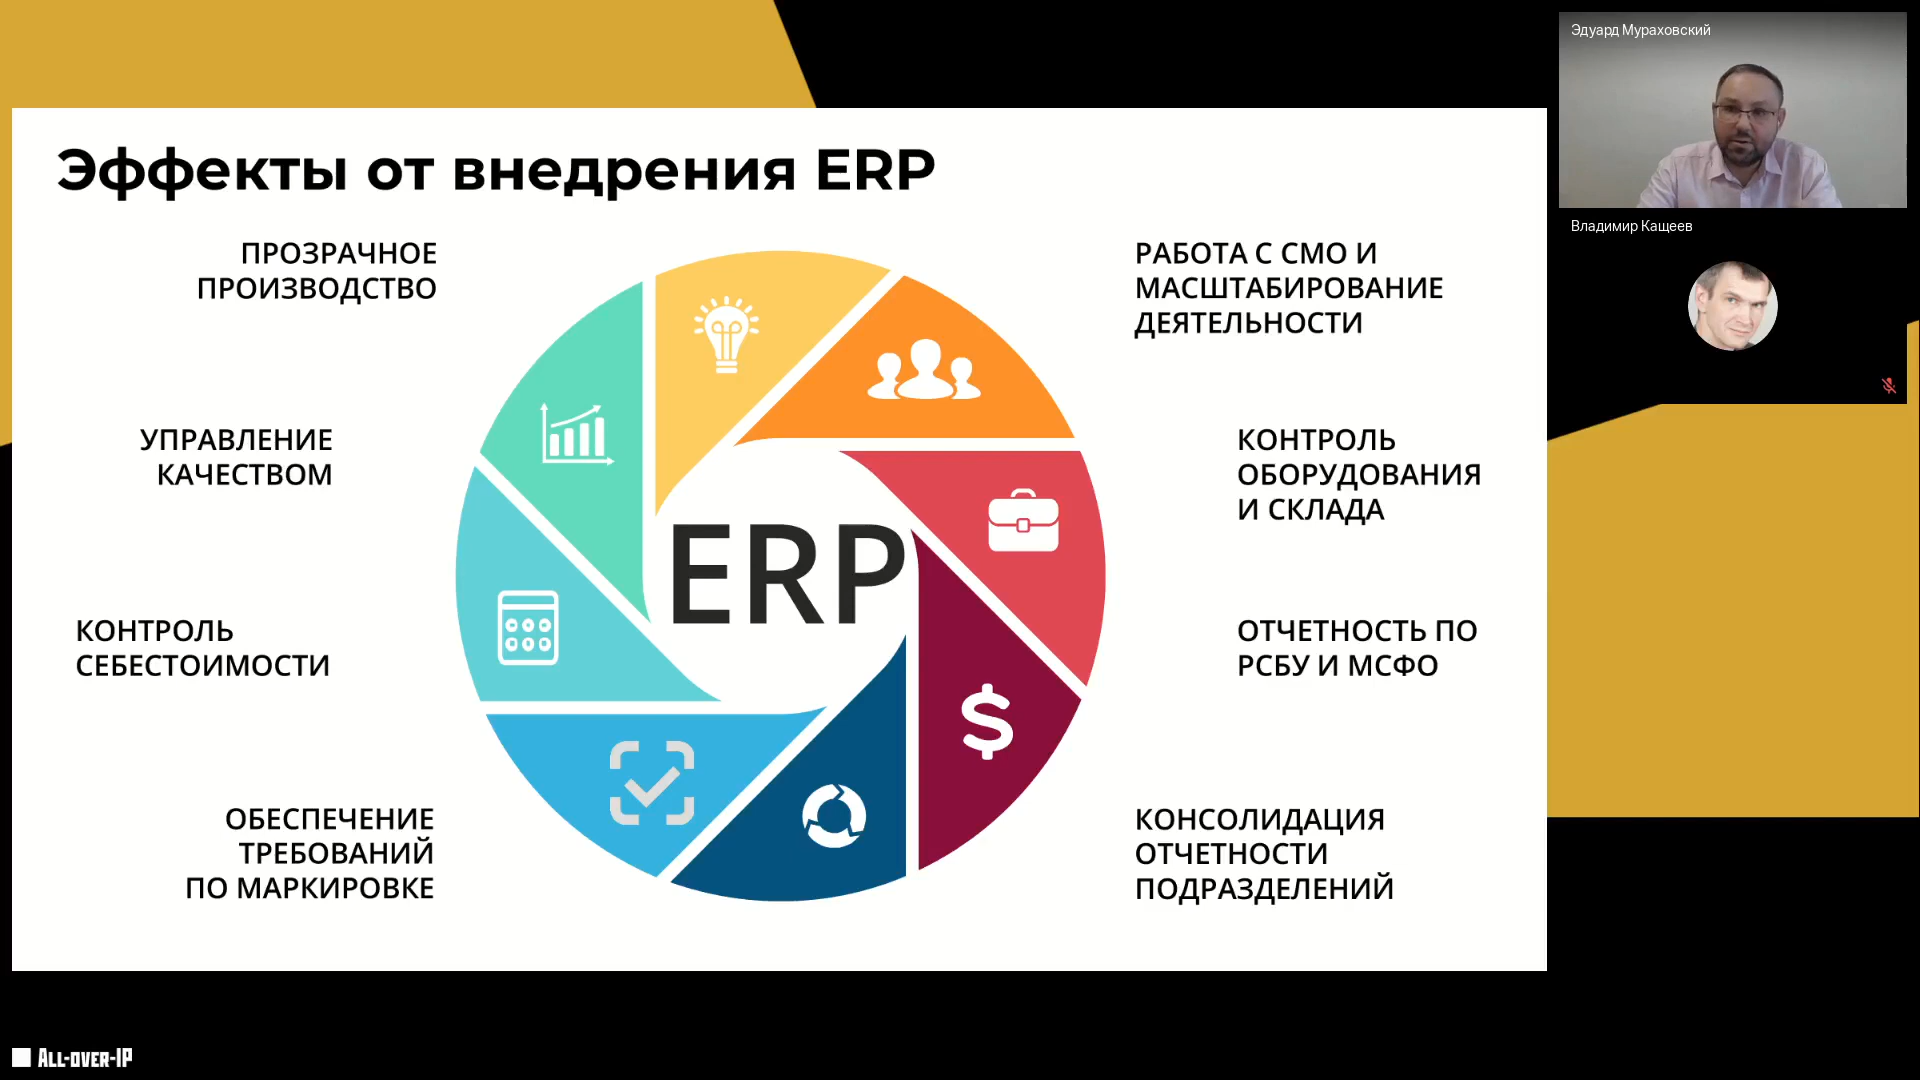 Эффекты от внедрения ERP
ПРОЗРАЧНОЕ
ПРОИЗВОДСТВО
УПРАВЛЕНИЕ
КАЧЕСТВОМ
КОНТРОЛЬ
СЕБЕСТОИМОСТИ
ОБЕСПЕЧЕНИЕ
ТРЕБОВАНИЙ
ПО МАРКИРОВКЕ
ERP
$
РАБОТА С СМО И
МАСШТАБИРОВАНИЕ
ДЕЯТЕЛЬНОСТИ
КОНТРОЛЬ
ОБОРУДОВАНИЯ
И СКЛАДА
ОТЧЕТНОСТЬ ПО
РСБУ И МСФО
КОНСОЛИДАЦИЯ
ОТЧЕТНОСТИ
ПОДРАЗДЕЛЕНИЙ
Эдуард Мураховский
Владимир Кащеев
ALL-OVER-IP